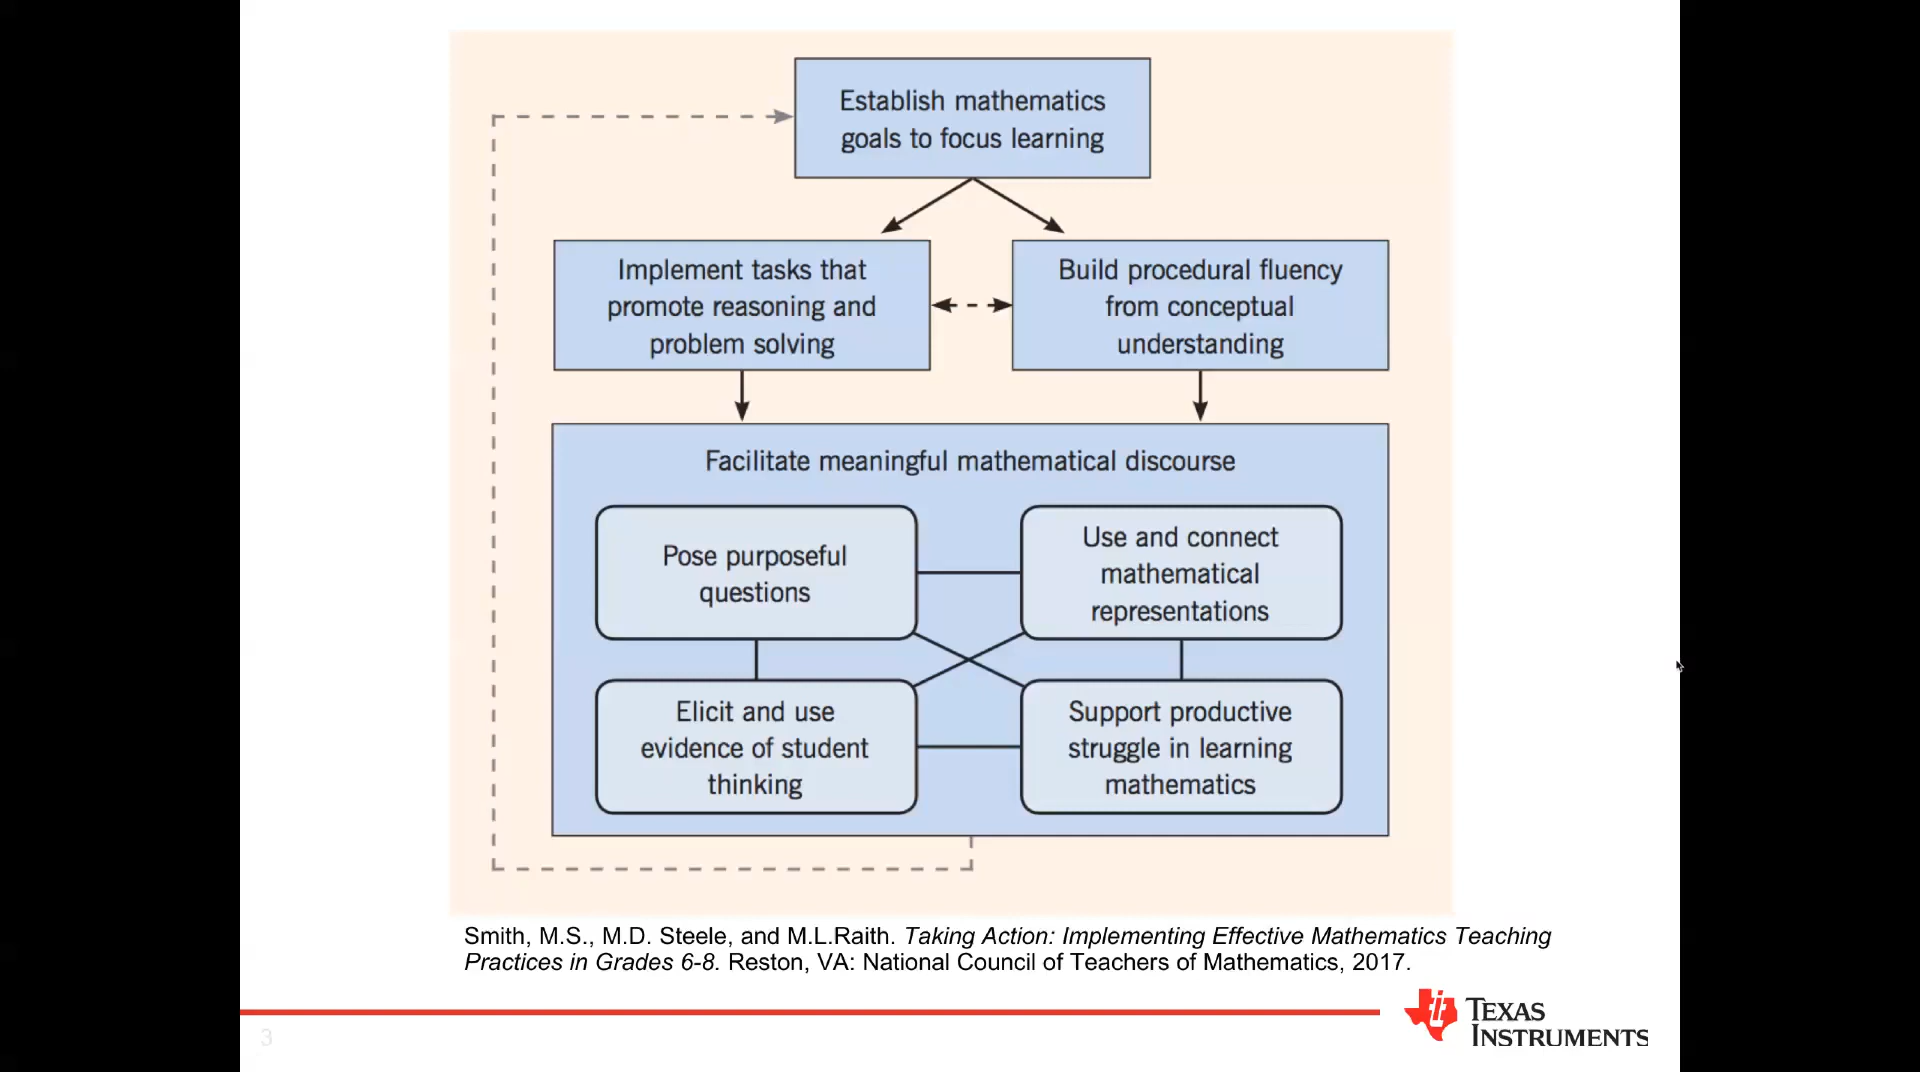 Establish mathematics
goals to focus learning
Implement tasks that
promote reasoning and
problem solving
Build procedural fluency
from conceptual
understanding
Facilitate meaningful mathematical discourse
Pose purposeful
questions
Use and connect
mathematical
representations
Elicit and use
evidence of student
thinking
Support productive
struggle in learning
mathematics
Smith, M.S., M.D. Steele, and M.L.Raith. Taking Action: Implementing Effective Mathematics Teaching
Practices in Grades 6-8. Reston, VA: National Council of Teachers of Mathematics, 2017.
3
TEXAS
INSTRUMENTS